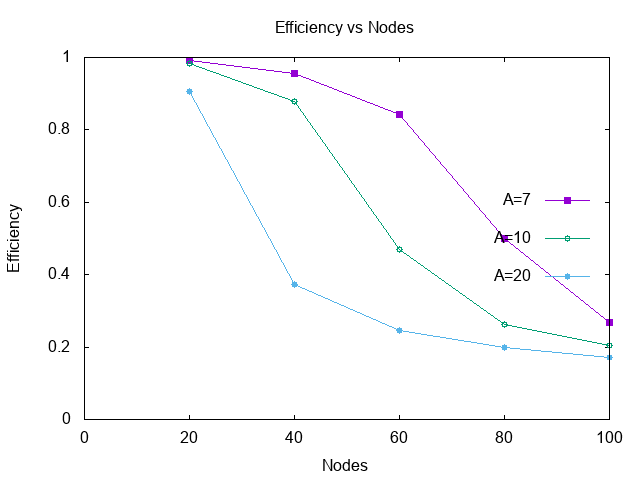 Efficiency vs Nodes
1
0.8
0.6
0.4
0.2
0
Efficiency
A=7
A=10
A=20
0 20 40 60 80 100
Nodes